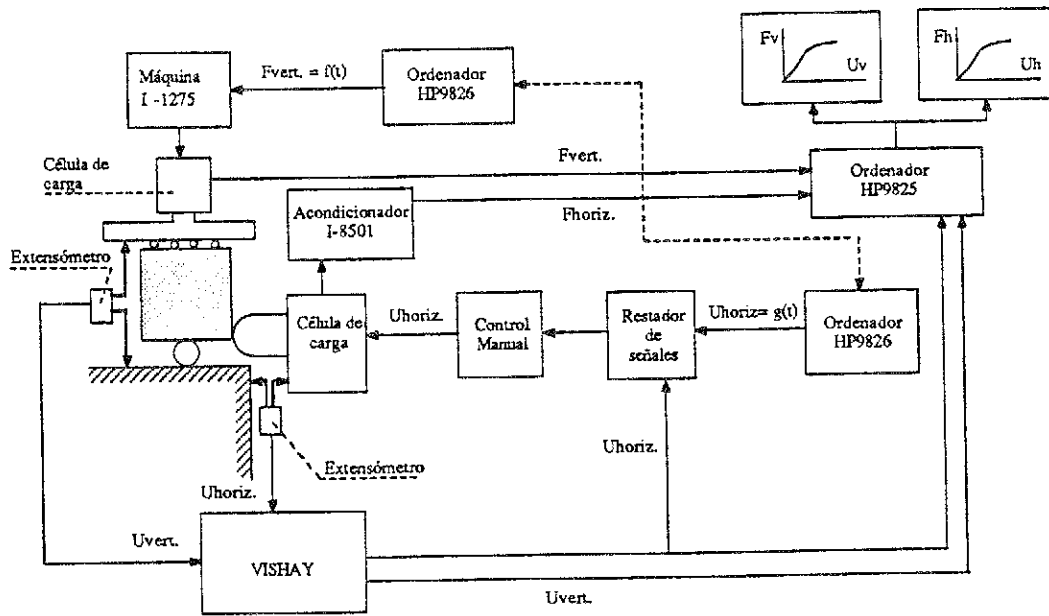 Máquina
I -1275
Fvert. = f(t)
Ordenador
HP9826
Fv
Uv
Fh
Uh
Célula de
carga
Fvert.
Ordenador
HP9825
Acondicionador
I-8501
Fhoriz.
Extensómetro
Célula de
carga
Uhoriz.
Control
Manual
Restador
de
señales
Uhoriz= g(t)
Ordenador
HP9826
Uhoriz.
Extensómetro
Uhoriz.
Uvert.
VISHAY
Uvert.